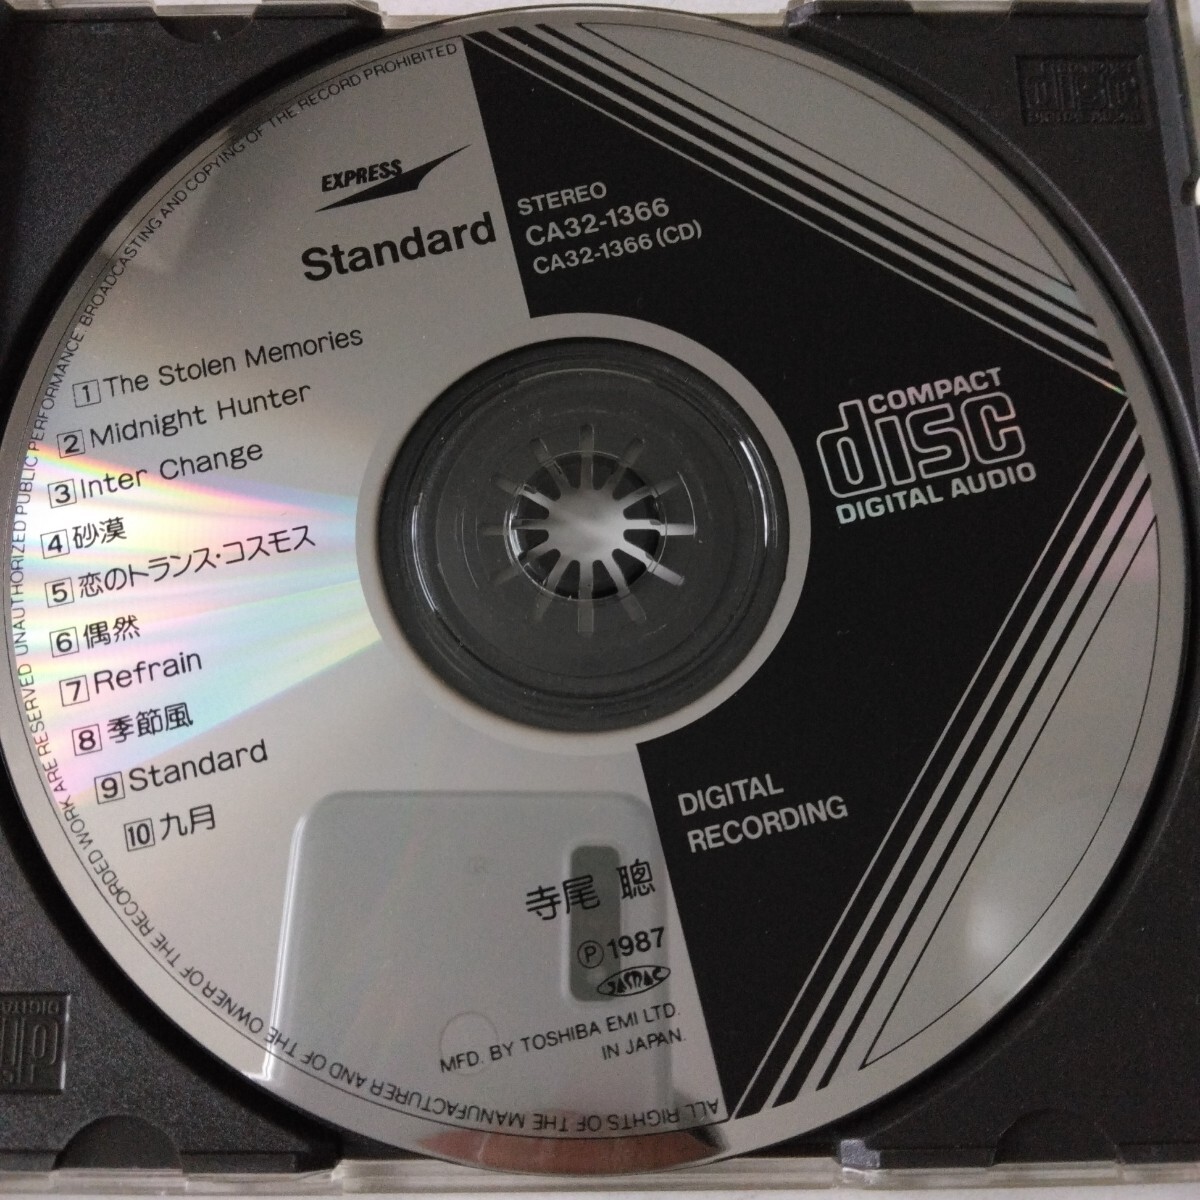 EXPRESS
Standard
STEREO
CA32-1366
CA32-1366(CD)
1 The Stolen Memories
2 Midnight Hunter
3 Inter Change
4 砂漠
5 恋のトランス・コスモス
6 偶然
7 Refrain
8 季節風
9 Standard
10 九月
COMPACT
disc
DIGITAL AUDIO
DIGITAL
RECORDING
寺尾 聰
Ⓟ1987
JASRAC
MFD. BY TOSHIBA EMI LTD.
IN JAPAN.
ALL RIGHTS OF THE MANUFACTURER AND OF THE OWNER OF THE RECORDED WORK ARE RESERVED UNAUTHORIZED PUBLIC PERFORMANCE BROADCASTING AND COPYING OF THE RECORD PROHIBITED
disc
DIGITAL AUDIO